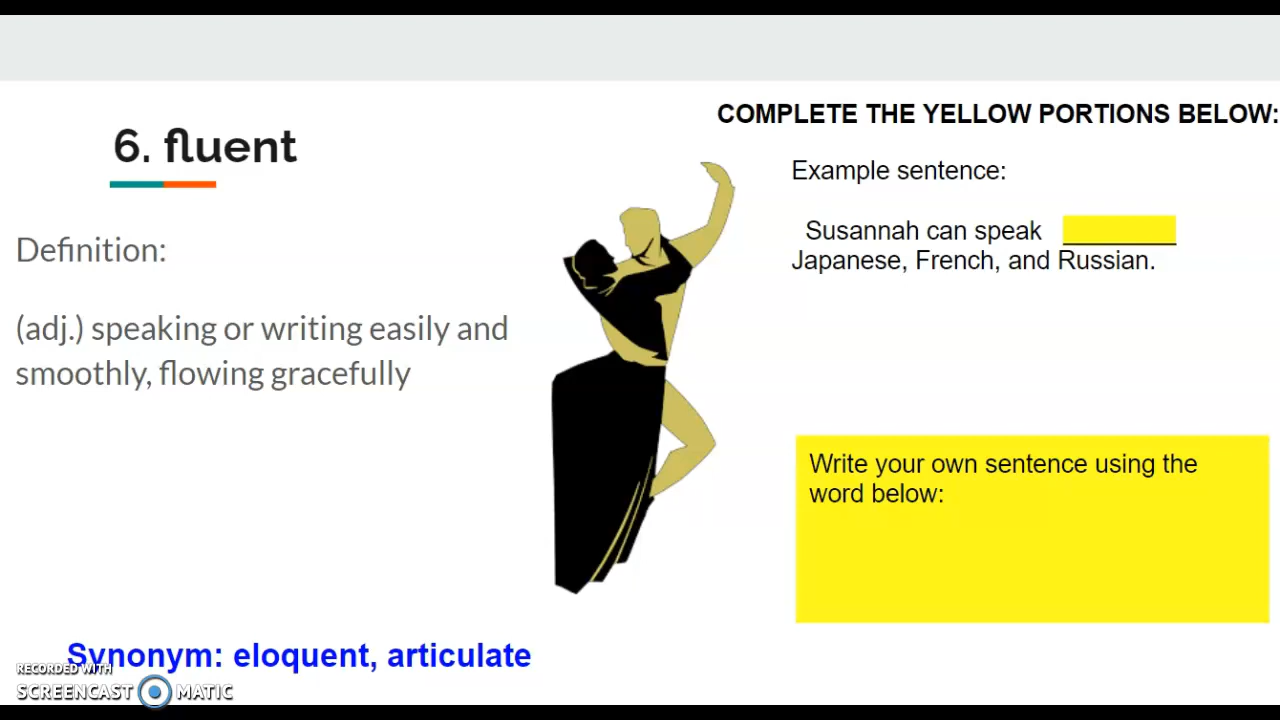 6. fluent
Definition:
(adj.) speaking or writing easily and
smoothly, flowing gracefully
Synonym: eloquent, articulate
COMPLETE THE YELLOW PORTIONS BELOW:
Example sentence:
Susannah can speak ________
Japanese, French, and Russian.
Write your own sentence using the
word below:
RECORDED WITH
SCREENCAST MATIC